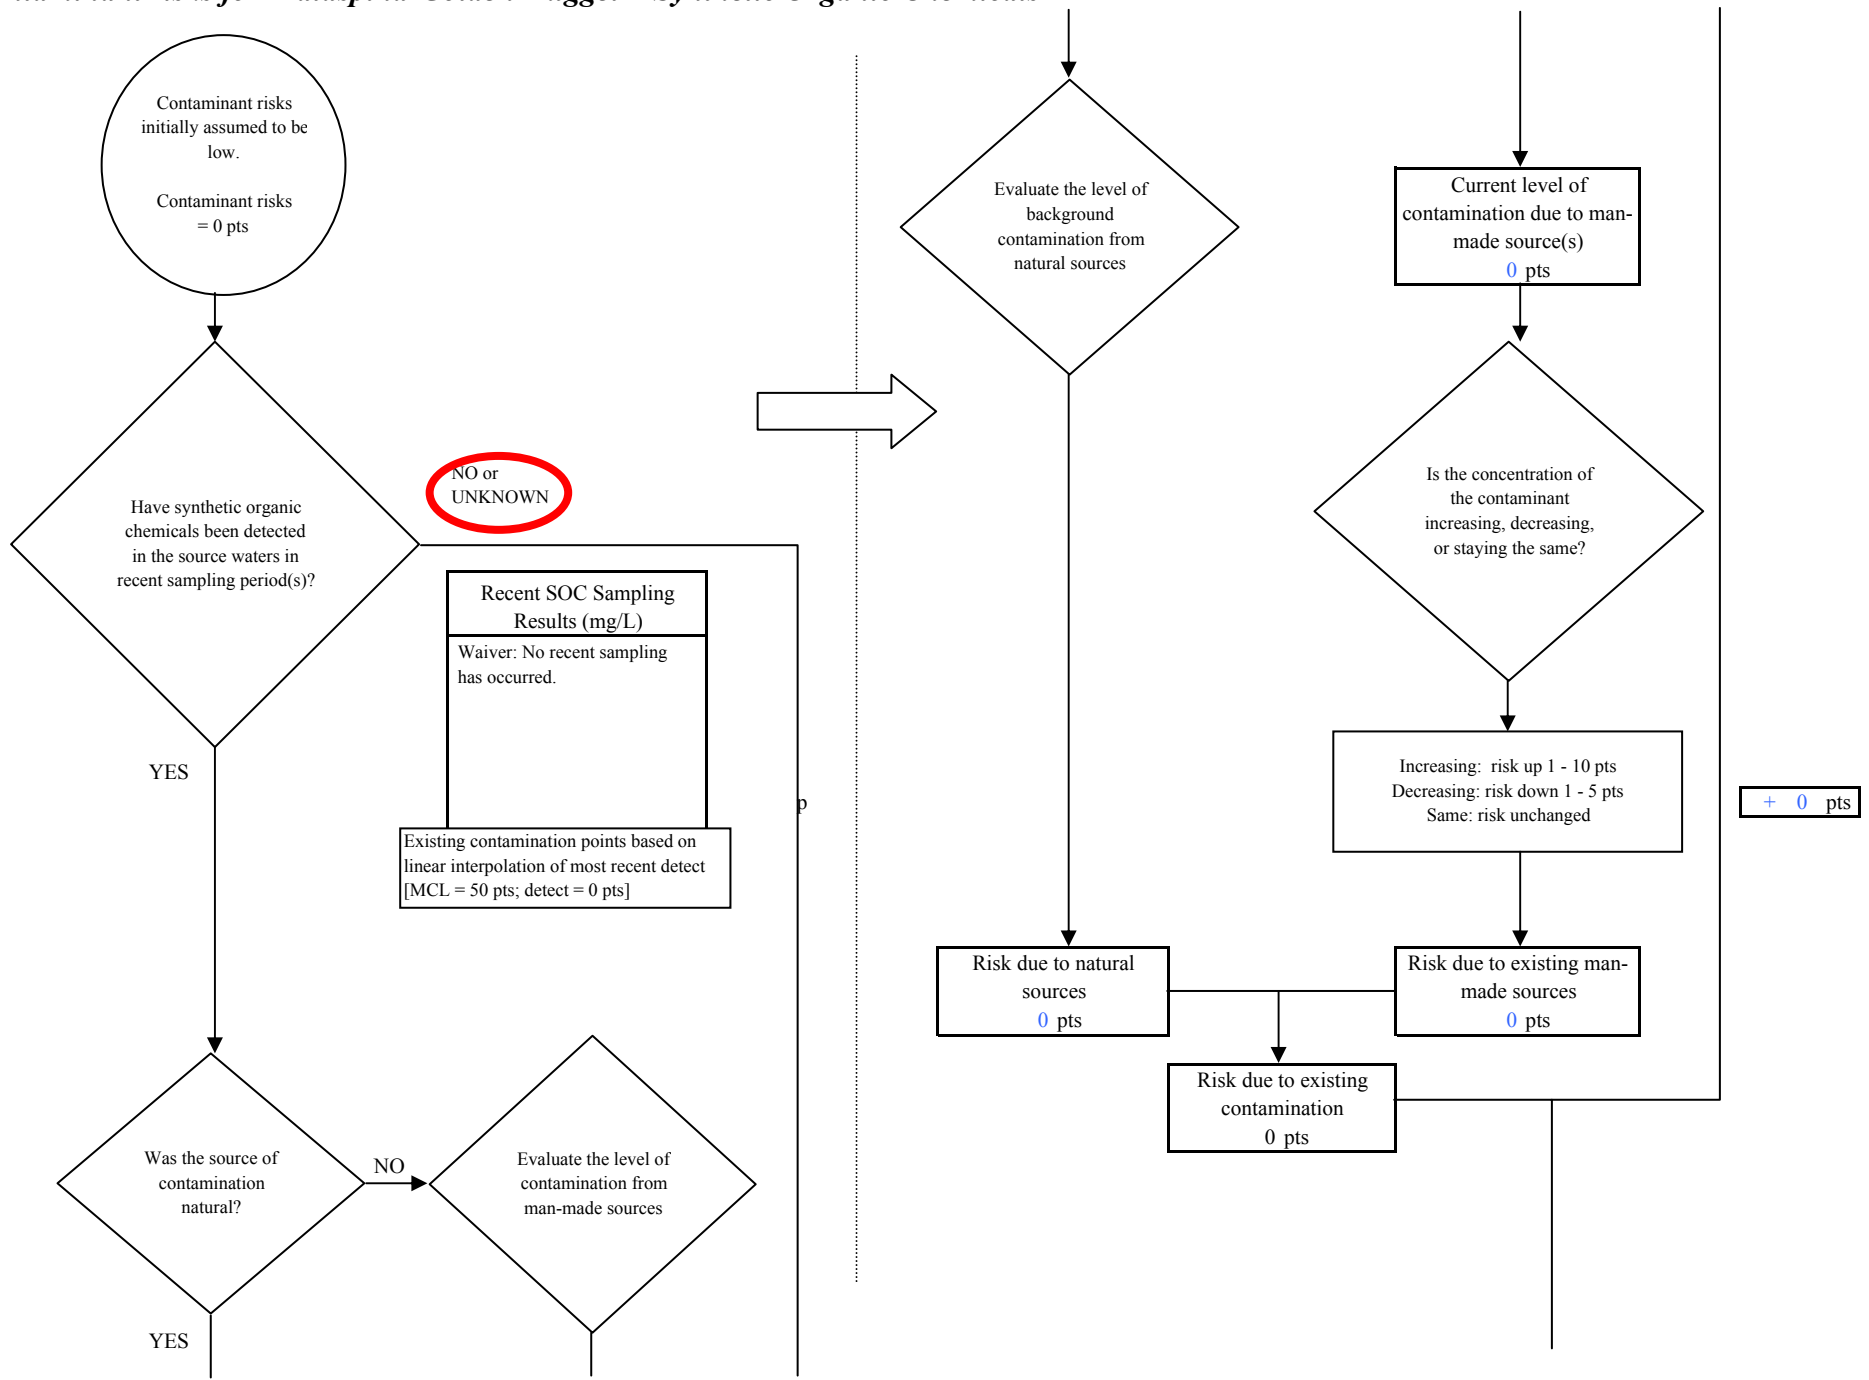 Contaminant risks
initially assumed to be
low.
Contaminant risks
= 0 pts
Have synthetic organic
chemicals been detected
in the source waters in
recent sampling period(s)?
NO or
UNKNOWN
Recent SOC Sampling
Results (mg/L)
Waiver: No recent sampling
has occurred.
YES
p
Existing contamination points based on
linear interpolation of most recent detect
[MCL = 50 pts; detect = 0 pts]
Was the source of
contamination
natural?
NO
Evaluate the level of
contamination from
man-made sources
YES
Evaluate the level of
background
contamination from
natural sources
Current level of
contamination due to man-
made source(s)
0 pts
Is the concentration of
the contaminant
increasing, decreasing,
or staying the same?
Increasing: risk up 1 - 10 pts
Decreasing: risk down 1 - 5 pts
Same: risk unchanged
+ 0 pts
Risk due to natural
sources
0 pts
Risk due to existing man-
made sources
0 pts
Risk due to existing
contamination
0 pts